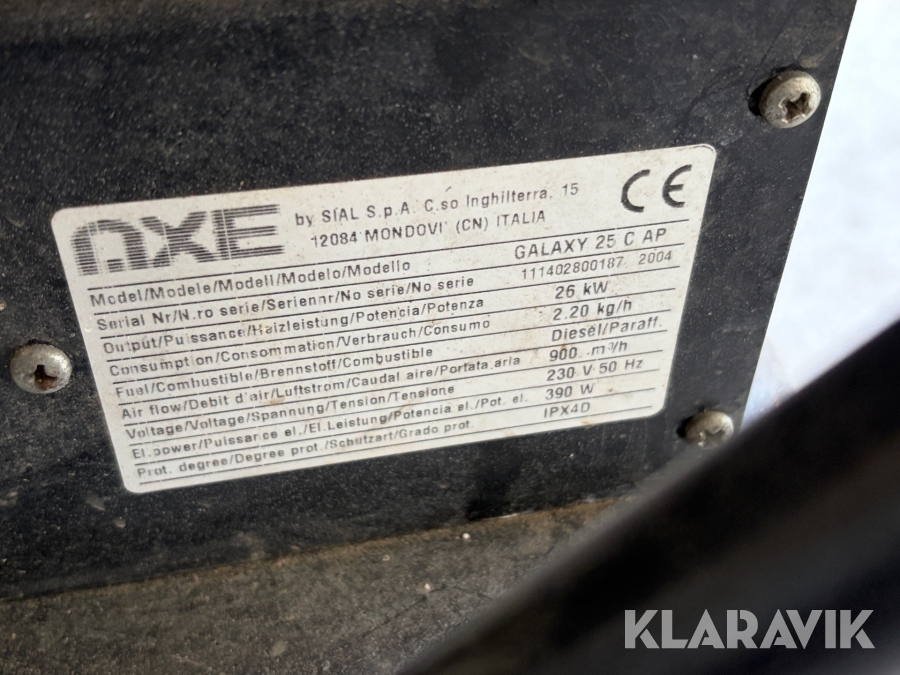 AXE by SIAL S.p.A. C.so Inghilterra, 15
12084 MONDOVI' (CN) ITALIA
CE
Model/Modele/Modell/Modelo/Modello GALAXY 25 C AP
Serial Nr/N.ro serie/Seriennr/No serie/No serie 111402800187 2004
Output/Puissance/Haizleistung/Potencia/Potenza 26 kW
Consumption/Consommation/Verbrauch/Consumo 2.20 kg/h
Fuel/Combustible/Brennstoff/Combustible Diesel/Paraff.
Air flow/Debit d'air/Luftstrom/Caudal aire/Portata aria 900 m³/h
Voltage/Voltage/Spannung/Tension/Tensione 230 V 50 Hz
El.power/Puissance el./El.Leistung/Potencia el./Pot. el. 390 W
Prot. degree/Degree prot./Schutzart/Grado prot. IPX4D
KLARAVIK